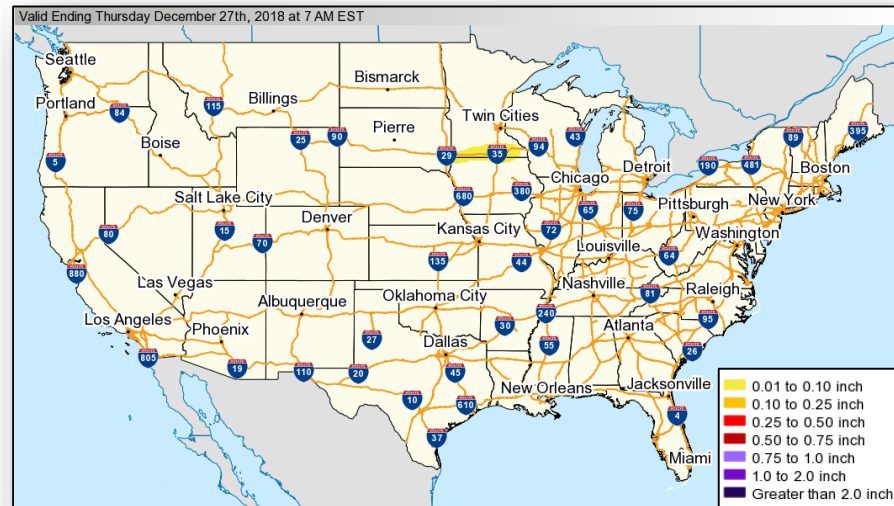 Valid Ending Thursday December 27th, 2018 at 7 AM EST
Seattle
Bismarck
Portland
84
115
Billings
Twin Cities
43
89
395
Boise
25
90
Pierre
29
35
94
190
481
Boston
5
Detroit
Chicago
Salt Lake City
680
380
65
75
Pittsburgh
New York
80
15
70
Denver
Kansas City
72
Washington
Louisville
64
880
135
44
Las Vegas
Albuquerque
Oklahoma City
Nashville
81
Raleigh
Los Angeles
Phoenix
27
30
240
Atlanta
95
805
19
110
20
Dallas
55
26
45
New Orleans
Jacksonville
10
610
4
37
Miami
0.01 to 0.10 inch
0.10 to 0.25 inch
0.25 to 0.50 inch
0.50 to 0.75 inch
0.75 to 1.0 inch
1.0 to 2.0 inch
Greater than 2.0 inch